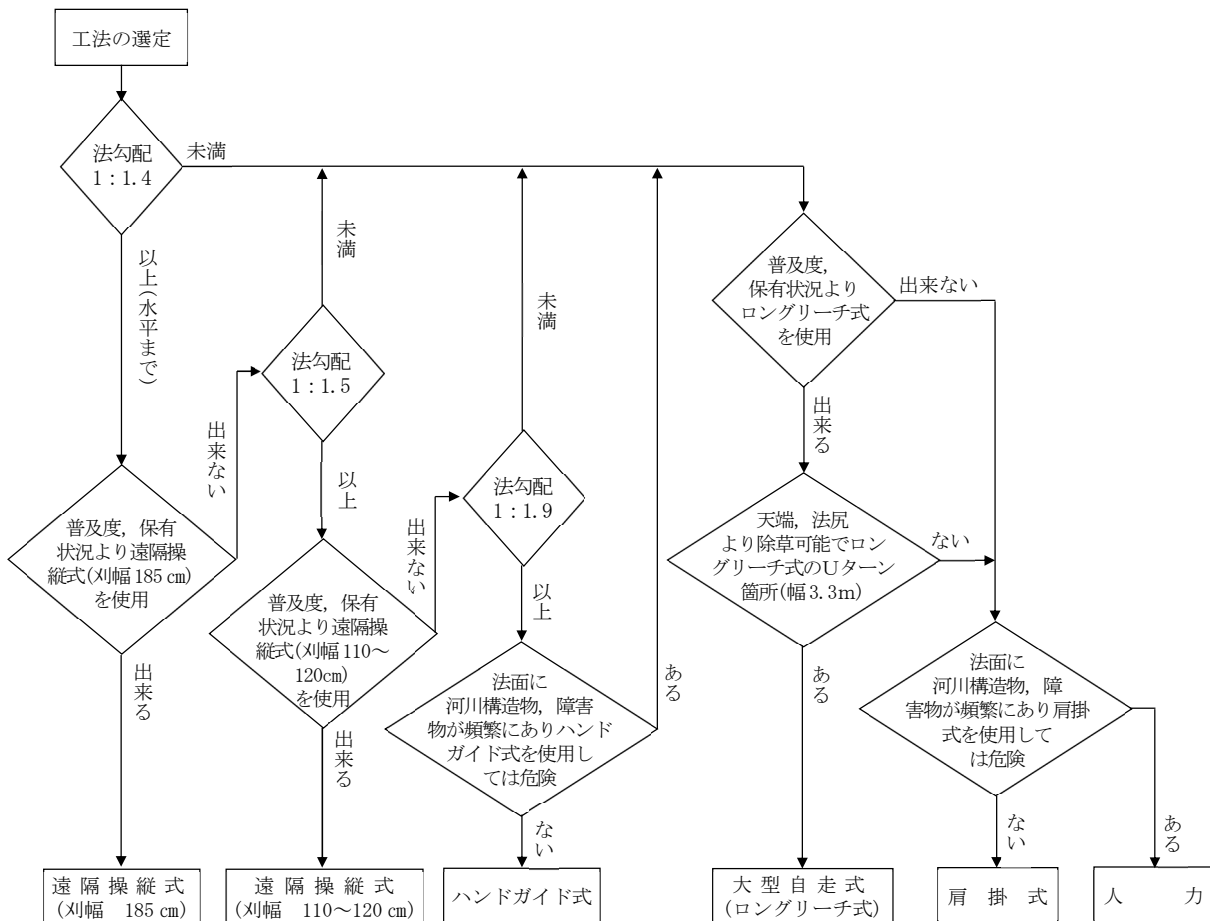 工法の選定
法勾配
1：1.4
未満
以上(水平まで)
普及度，保有
状況より遠隔操
縦式(刈幅185㎝)
を使用
出来ない
出来る
法勾配
1：1.5
未満
以上
普及度，保有
状況より遠隔操
縦式(刈幅110～
120cm)
を使用
出来ない
出来る
法勾配
1：1.9
未満
以上
法面に
河川構造物，障害
物が頻繁にありハンド
ガイド式を使用し
ては危険
ある
ない
普及度，
保有状況より
ロングリーチ式
を使用
出来ない
出来る
天端，法尻
より除草可能でロン
グリーチ式のUターン
箇所(幅3.3ｍ)
ない
ある
法面に
河川構造物，障
害物が頻繁にあり肩掛
式を使用して
は危険
ない
ある
遠隔操縦式
(刈幅　185㎝)
遠隔操縦式
(刈幅　110～120㎝)
ハンドガイド式
大型自走式
(ロングリーチ式)
肩掛式
人力